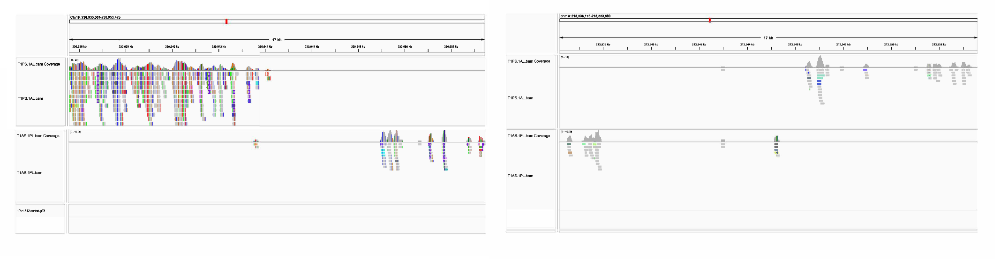 Chr1P:230,935,561-230,953,425
17 kb
230,936 kb 230,938 kb 230,940 kb 230,942 kb 230,944 kb 230,946 kb 230,948 kb 230,950 kb 230,952 kb
T1PS.1AL.bam Coverage
[0 - 20]
T1PS.1AL.bam
T1AS.1PL.bam Coverage
[0 - 10.00]
T1AS.1PL.bam
1P.z1842.sorted.gff3
chr1A:213,536,176-213,553,580
17 kb
213,538 kb 213,540 kb 213,542 kb 213,544 kb 213,546 kb 213,548 kb 213,550 kb 213,552 kb
T1PS.1AL.bam Coverage
[0 - 13]
T1PS.1AL.bam
T1AS.1PL.bam Coverage
[0 - 10.00]
T1AS.1PL.bam